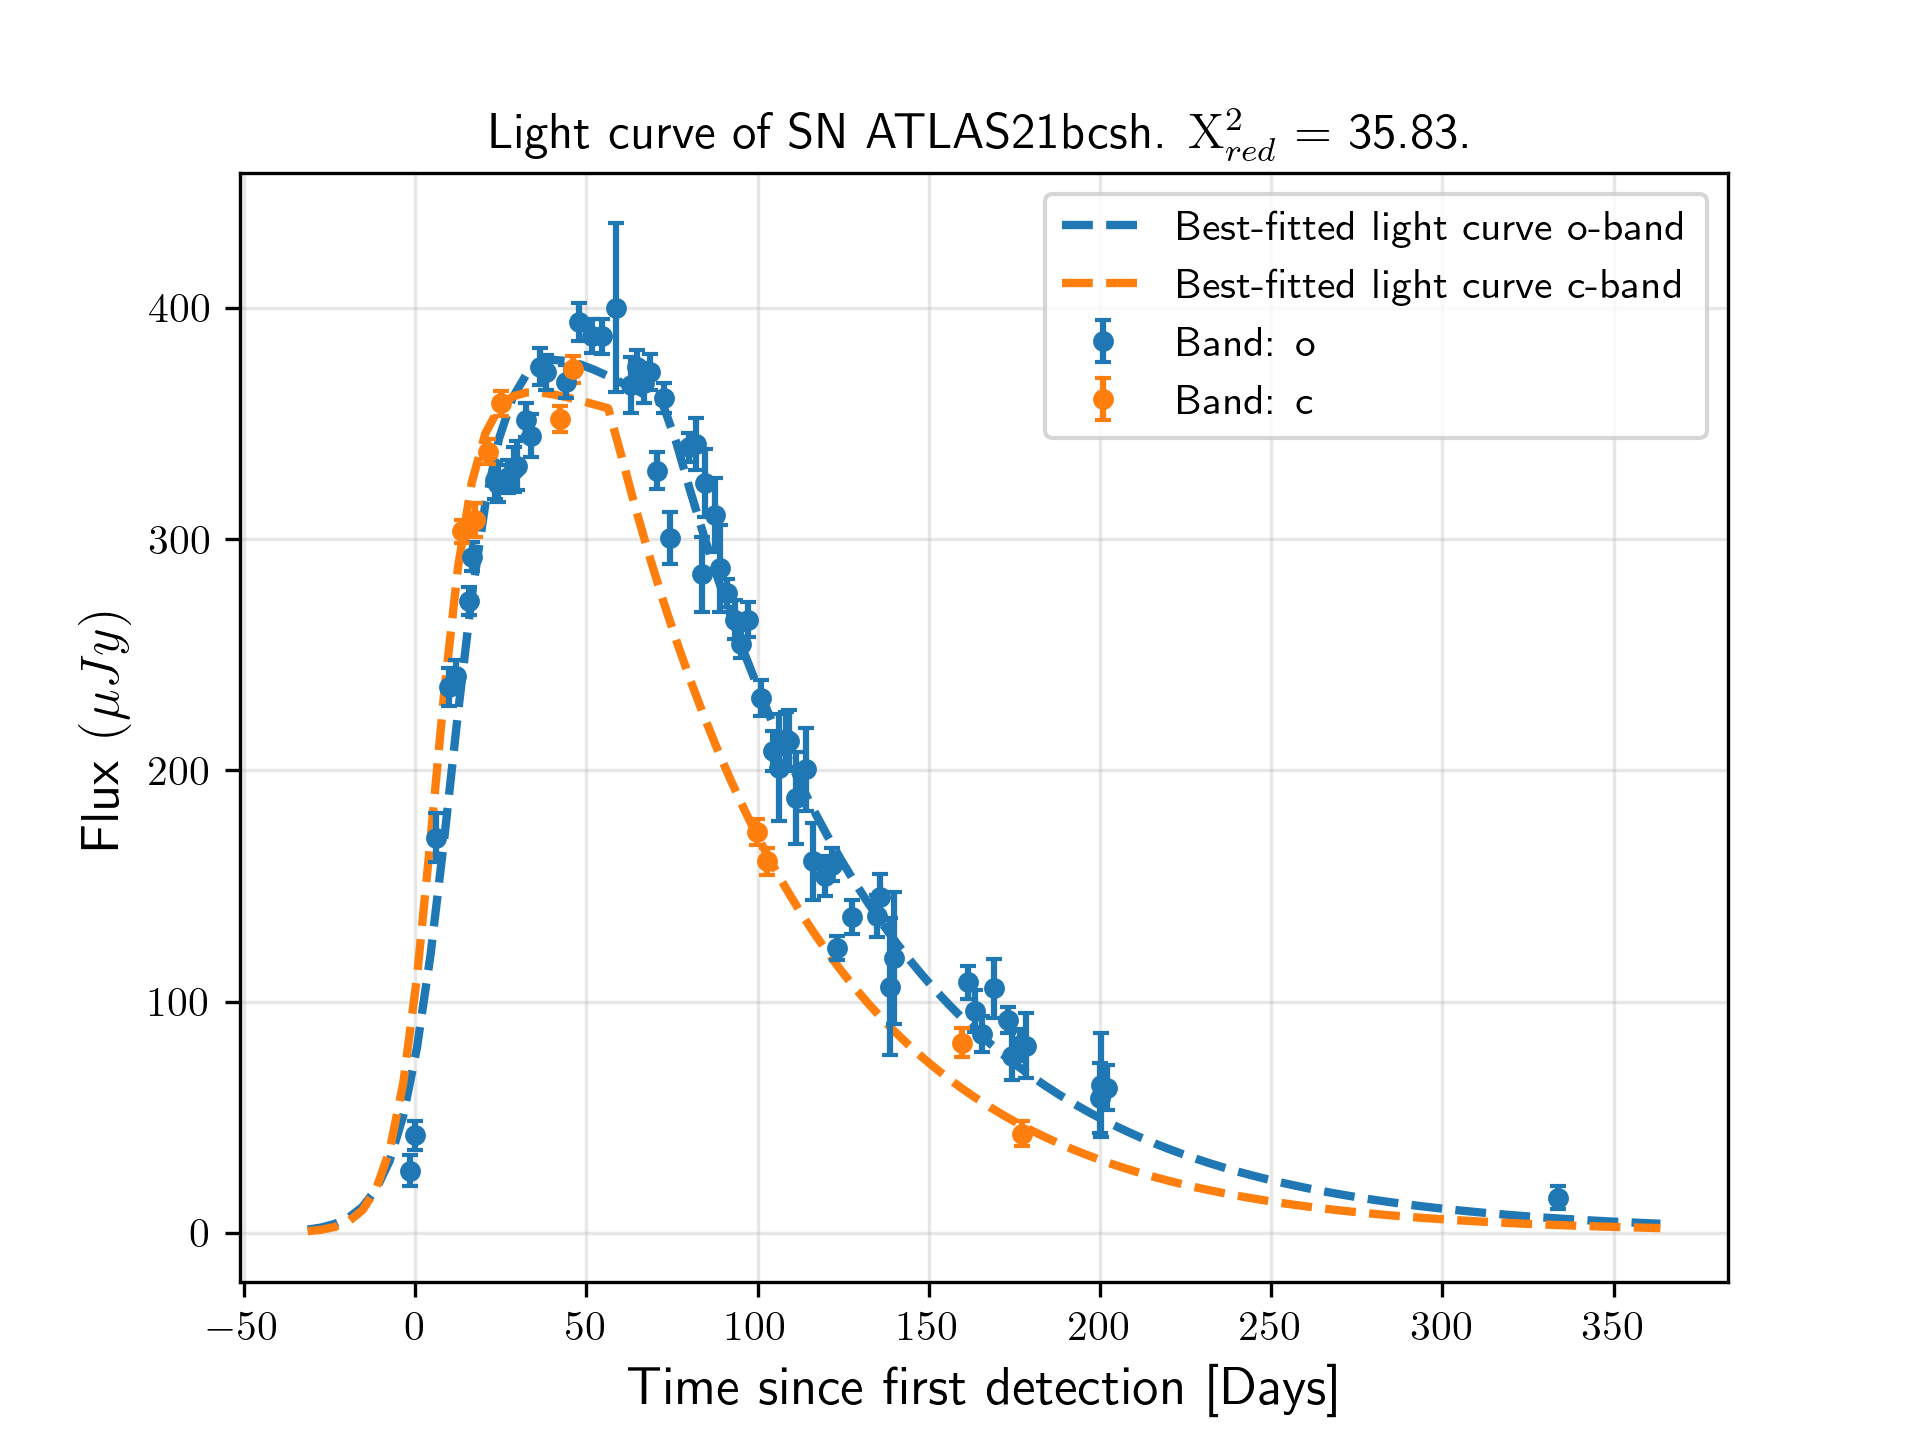 Light curve of SN ATLAS21bcsh. X²_red = 35.83.
Best-fitted light curve o-band
Best-fitted light curve c-band
Band: o
Band: c
Flux (μJy)
400
300
200
100
0
−50 0 50 100 150 200 250 300 350
Time since first detection [Days]